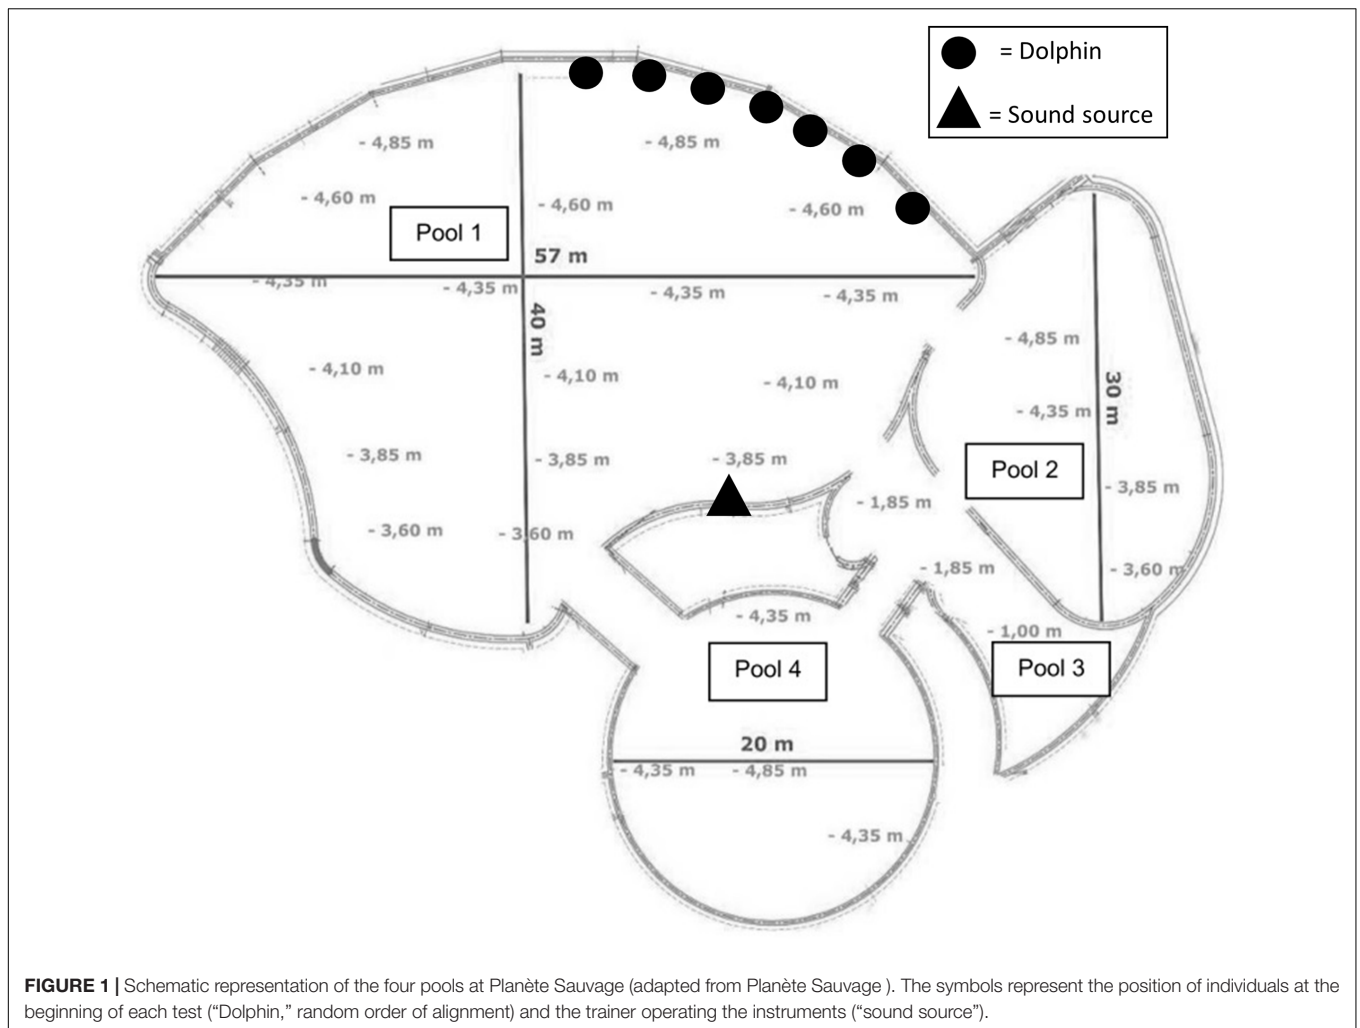 = Dolphin
= Sound source
- 4,85 m
- 4,85 m
- 4,60 m
- 4,60 m
- 4,60 m
Pool 1
57 m
- 4,35 m
- 4,35 m
- 4,35 m
- 4,35 m
40 m
- 4,85 m
- 4,10 m
- 4,10 m
- 4,10 m
30 m
- 4,35 m
- 3,85 m
- 3,85 m
- 3,85 m
Pool 2
- 3,85 m
- 1,85 m
- 3,60 m
- 3,60 m
- 1,85 m
- 3,60 m
- 4,35 m
- 1,00 m
Pool 4
Pool 3
20 m
- 4,35 m
- 4,85 m
- 4,35 m
FIGURE 1 | Schematic representation of the four pools at Planète Sauvage (adapted from Planète Sauvage ). The symbols represent the position of individuals at the
beginning of each test (“Dolphin,” random order of alignment) and the trainer operating the instruments (“sound source”).